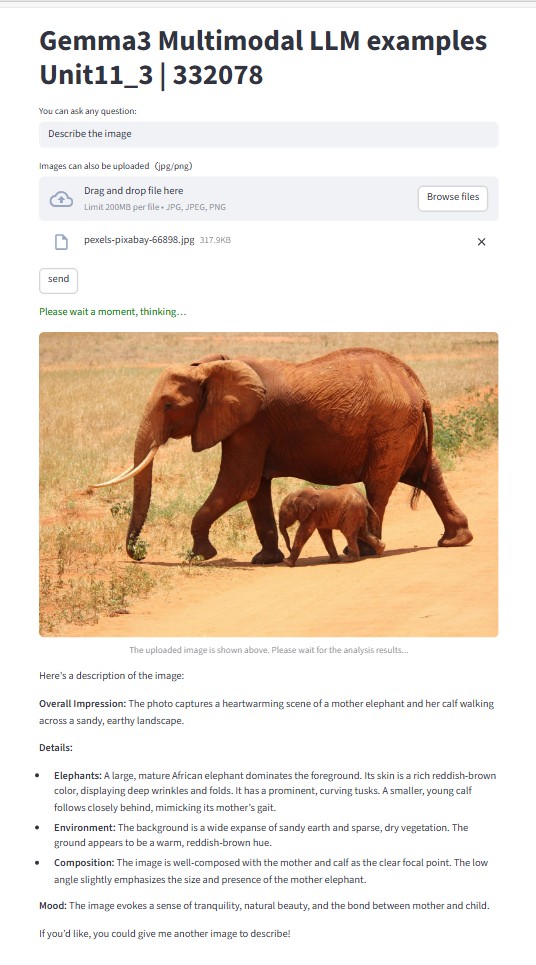 Gemma3 Multimodal LLM examples
Unit11_3 | 332078
You can ask any question:
Describe the image
Images can also be uploaded（jpg/png）
Drag and drop file here
Limit 200MB per file • JPG, JPEG, PNG
Browse files
pexels-pixabay-66898.jpg 317.9KB
send
Please wait a moment, thinking…
The uploaded image is shown above. Please wait for the analysis results...
Here's a description of the image:
Overall Impression: The photo captures a heartwarming scene of a mother elephant and her calf walking
across a sandy, earthy landscape.
Details:
• Elephants: A large, mature African elephant dominates the foreground. Its skin is a rich reddish-brown
color, displaying deep wrinkles and folds. It has a prominent, curving tusks. A smaller, young calf
follows closely behind, mimicking its mother's gait.
• Environment: The background is a wide expanse of sandy earth and sparse, dry vegetation. The
ground appears to be a warm, reddish-brown hue.
• Composition: The image is well-composed with the mother and calf as the clear focal point. The low
angle slightly emphasizes the size and presence of the mother elephant.
Mood: The image evokes a sense of tranquility, natural beauty, and the bond between mother and child.
If you'd like, you could give me another image to describe!